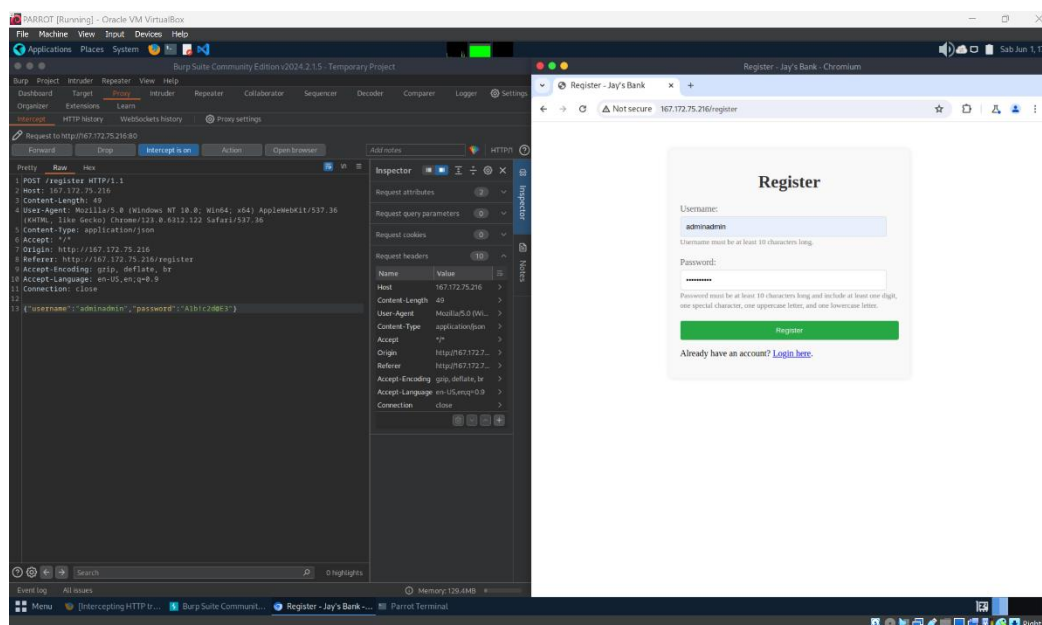 PARROT [Running] - Oracle VM VirtualBox
File Machine View Input Devices Help
Applications Places System
Sab Jun 1, 1
Burp Suite Community Edition v2024.2.1.5 - Temporary Project
Burp Project Intruder Repeater View Help
Dashboard Target Proxy Intruder Repeater Collaborator Sequencer Decoder Comparer Logger Settings
Organizer Extensions Learn
Intercept HTTP history WebSockets history Proxy settings
Request to http://167.172.75.216:80
Forward Drop Intercept is on Action Open browser Add notes HTTP/1
Pretty Raw Hex
1 POST /register HTTP/1.1
2 Host: 167.172.75.216
3 Content-Length: 49
4 User-Agent: Mozilla/5.0 (Windows NT 10.0; Win64; x64) AppleWebKit/537.36
(KHTML, like Gecko) Chrome/123.0.6312.122 Safari/537.36
5 Content-Type: application/json
6 Accept: */*
7 Origin: http://167.172.75.216
8 Referer: http://167.172.75.216/register
9 Accept-Encoding: gzip, deflate, br
10 Accept-Language: en-US,en;q=0.9
11 Connection: close
12
13 {"username":"adminadmin","password":"A1b!c2d@E3"}
Inspector
Request attributes 2
Request query parameters 0
Request cookies 0
Request headers 10
Name Value
Host 167.172.75.216
Content-Length 49
User-Agent Mozilla/5.0 (Wi...
Content-Type application/json
Accept */*
Origin http://167.172.7...
Referer http://167.172.7...
Accept-Encoding gzip, deflate, br
Accept-Language en-US,en;q=0.9
Connection close
Inspector
Notes
Search
0 highlights
Event log All issues
Memory: 129.4MB
Register - Jay's Bank - Chromium
Register - Jay's Bank
Not secure 167.172.75.216/register
Register
Username:
adminadmin
Username must be at least 10 characters long.
Password:
••••••••••
Password must be at least 10 characters long and include at least one digit,
one special character, one uppercase letter, and one lowercase letter.
Register
Already have an account? Login here.
Menu [Intercepting HTTP tr... Burp Suite Communit... Register - Jay's Bank -... Parrot Terminal
Right